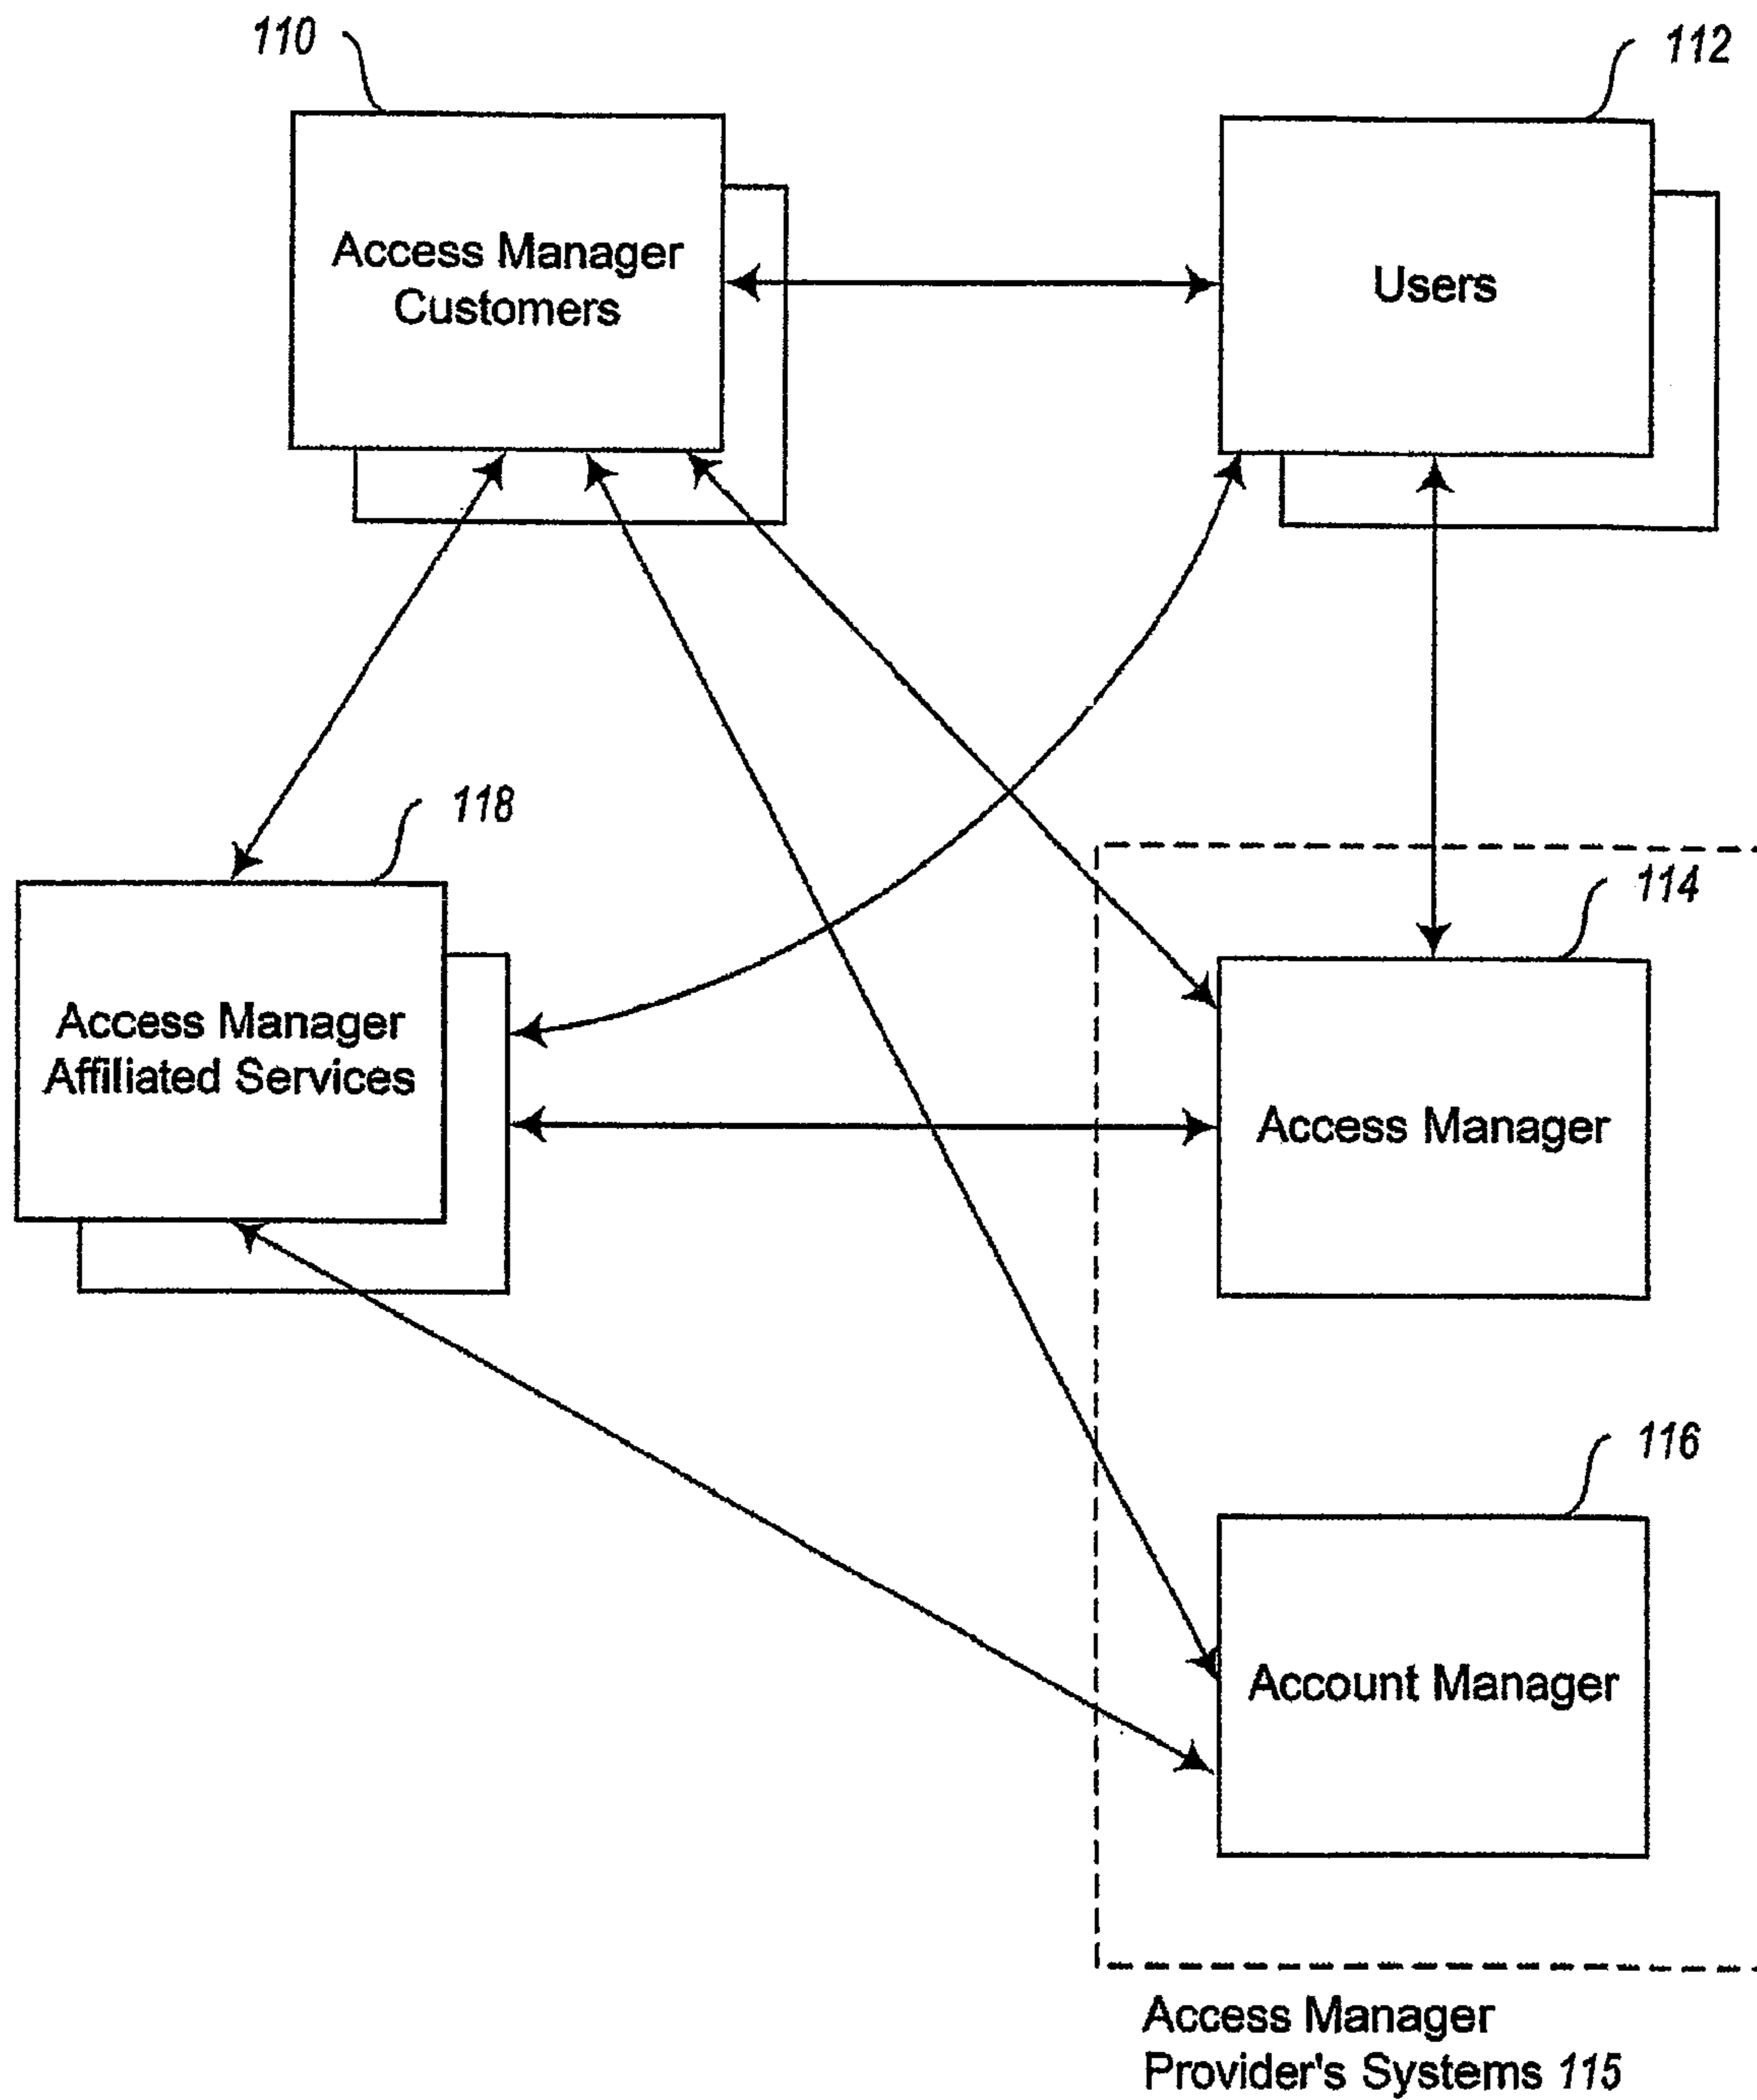 110
112
Access Manager
Customers
Users
118
114
Access Manager
Affiliated Services
Access Manager
116
Account Manager
Access Manager
Provider's Systems 115